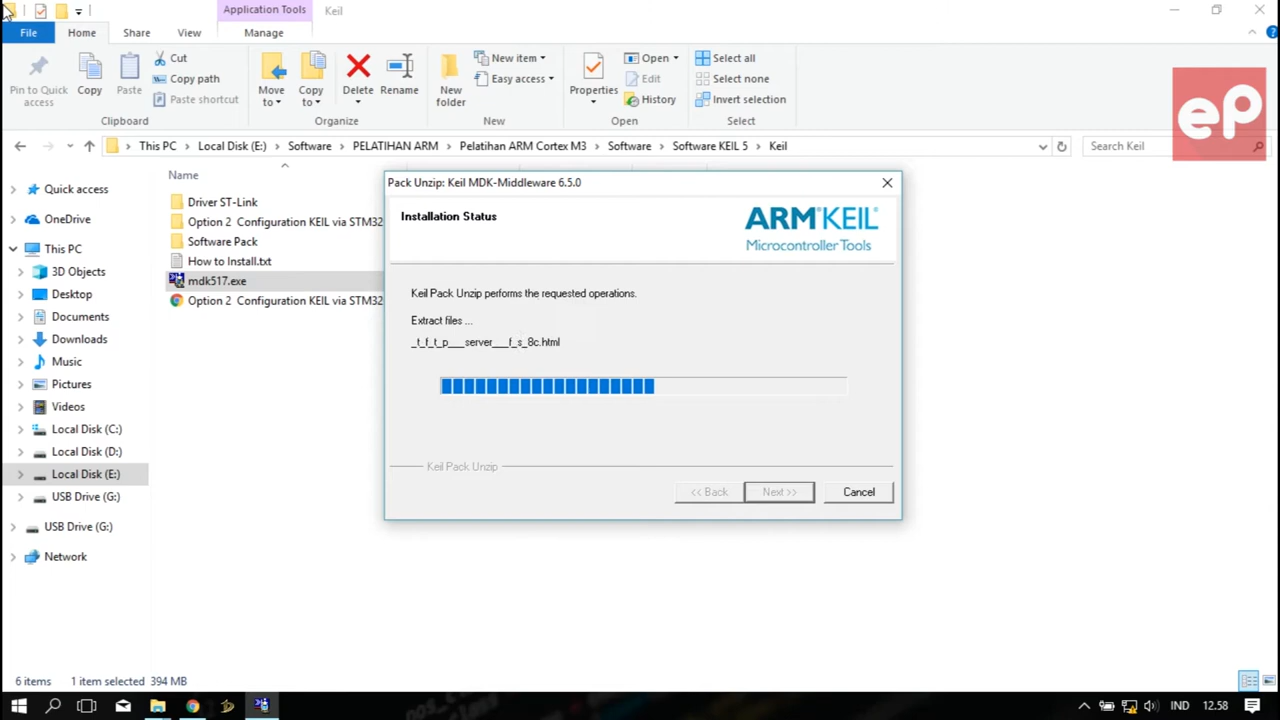 Application Tools
Keil
File
Home
Share
View
Manage
Pin to Quick access
Copy
Paste
Cut
Copy path
Paste shortcut
Clipboard
Move to
Copy to
Delete
Rename
Organize
New folder
New item
Easy access
New
Properties
Open
Edit
History
Open
Select all
Select none
Invert selection
Select
eP
This PC
Local Disk (E:)
Software
PELATIHAN ARM
Pelatihan ARM Cortex M3
Software
Software KEIL 5
Keil
Search Keil
Name
Quick access
OneDrive
This PC
3D Objects
Desktop
Documents
Downloads
Music
Pictures
Videos
Local Disk (C:)
Local Disk (D:)
Local Disk (E:)
USB Drive (G:)
USB Drive (G:)
Network
Driver ST-Link
Option 2 Configuration KEIL via STM32
Software Pack
How to Install.txt
mdk517.exe
Option 2 Configuration KEIL via STM32
Pack Unzip: Keil MDK-Middleware 6.5.0
Installation Status
ARM KEIL
Microcontroller Tools
Keil Pack Unzip performs the requested operations.
Extract files ...
_t_f_t_p___server___f_s_8c.html
Keil Pack Unzip
<< Back
Next >>
Cancel
6 items
1 item selected 394 MB
IND
12.58